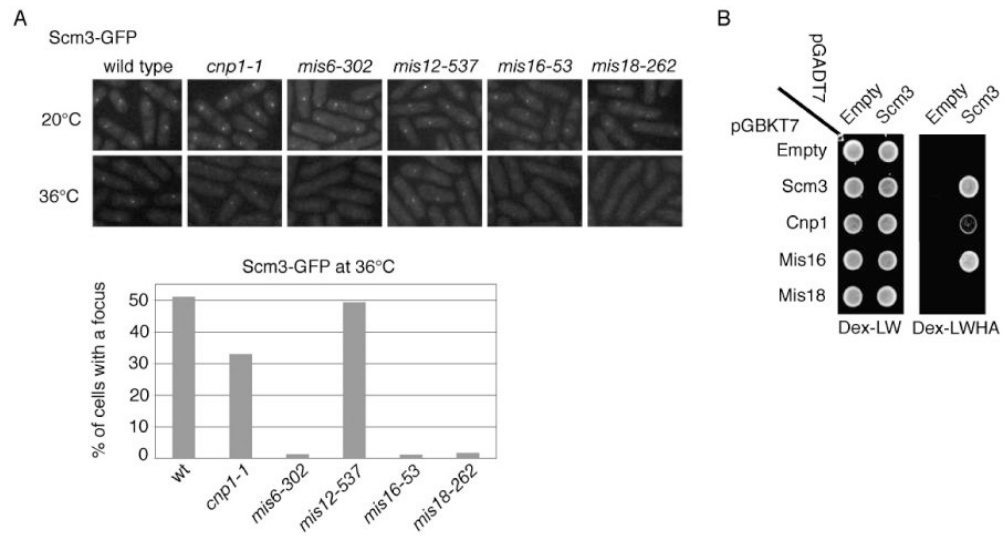 A
Scm3-GFP
wild type cnp1-1 mis6-302 mis12-537 mis16-53 mis18-262
20°C
36°C
Scm3-GFP at 36°C
% of cells with a focus
50
40
30
20
10
0
wt cnp1-1 mis6-302 mis12-537 mis16-53 mis18-262
B
pGADT7
Empty Scm3 Empty Scm3
pGBKT7
Empty
Scm3
Cnp1
Mis16
Mis18
Dex-LW Dex-LWHA